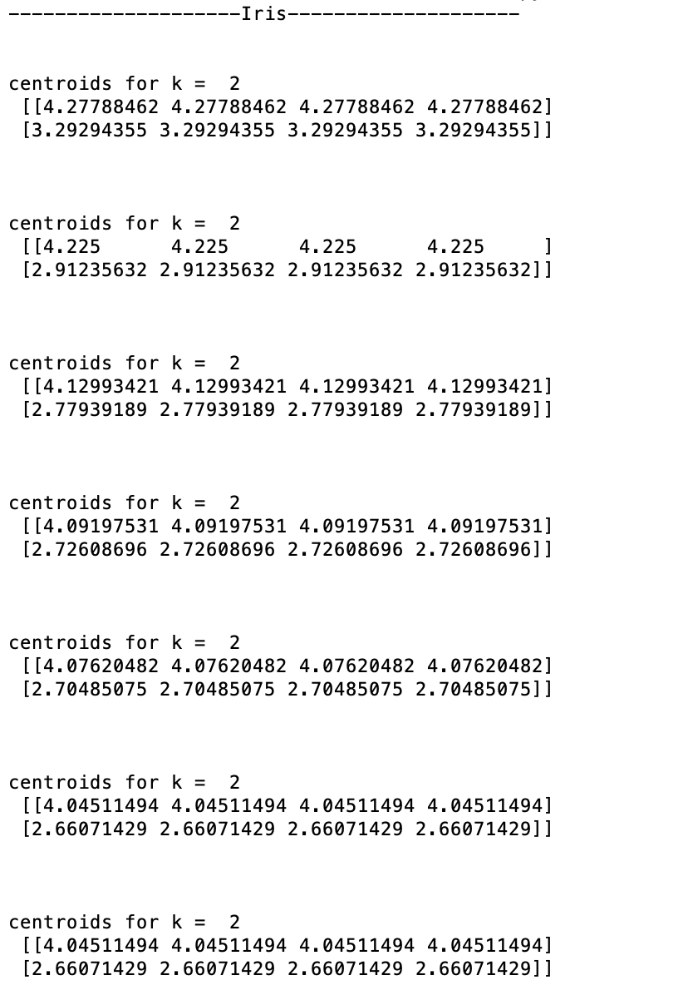 --------------------Iris--------------------
centroids for k =  2
[[4.27788462 4.27788462 4.27788462 4.27788462]
[3.29294355 3.29294355 3.29294355 3.29294355]]
centroids for k =  2
[[4.225      4.225      4.225      4.225     ]
[2.91235632 2.91235632 2.91235632 2.91235632]]
centroids for k =  2
[[4.12993421 4.12993421 4.12993421 4.12993421]
[2.77939189 2.77939189 2.77939189 2.77939189]]
centroids for k =  2
[[4.09197531 4.09197531 4.09197531 4.09197531]
[2.72608696 2.72608696 2.72608696 2.72608696]]
centroids for k =  2
[[4.07620482 4.07620482 4.07620482 4.07620482]
[2.70485075 2.70485075 2.70485075 2.70485075]]
centroids for k =  2
[[4.04511494 4.04511494 4.04511494 4.04511494]
[2.66071429 2.66071429 2.66071429 2.66071429]]
centroids for k =  2
[[4.04511494 4.04511494 4.04511494 4.04511494]
[2.66071429 2.66071429 2.66071429 2.66071429]]